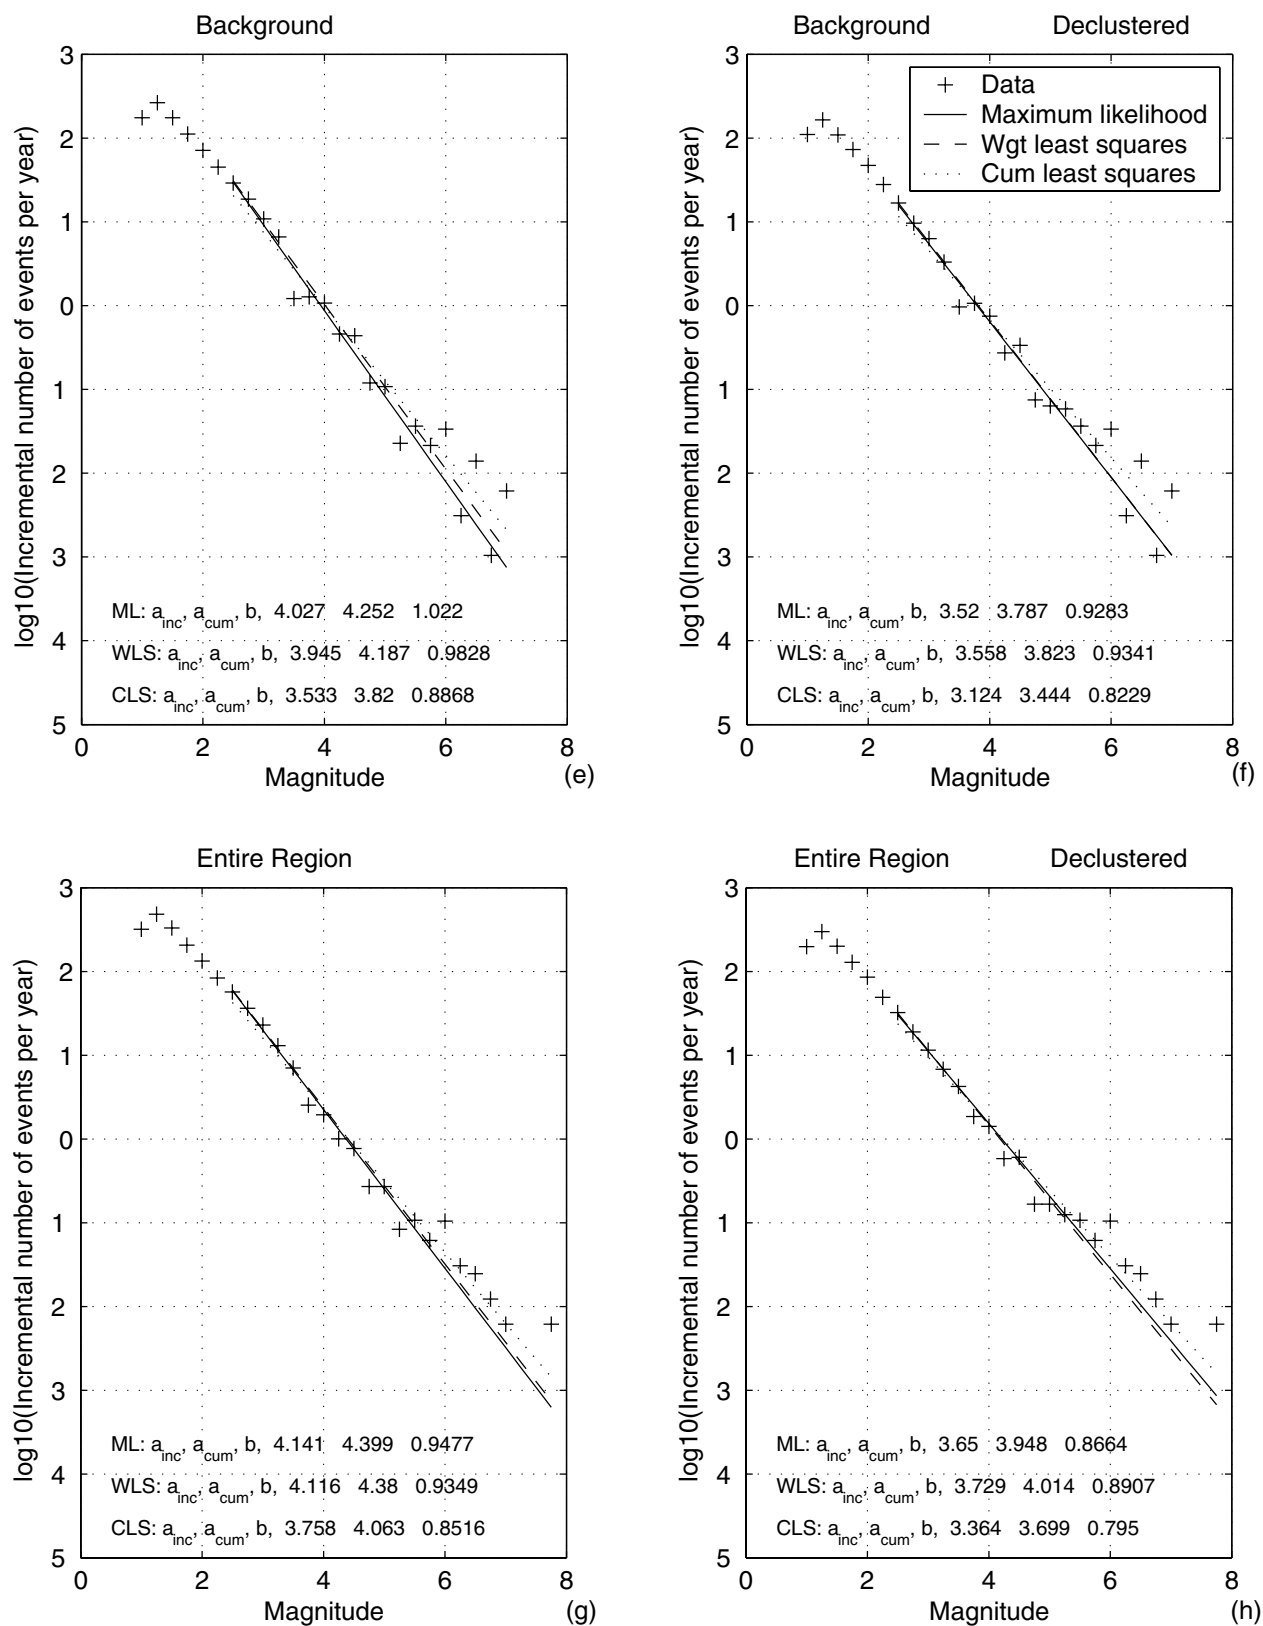 Background
3
2
1
0
1
2
3
4
5
0 2 4 6 8
log10(Incremental number of events per year)
ML: a_inc, a_cum, b, 4.027 4.252 1.022
WLS: a_inc, a_cum, b, 3.945 4.187 0.9828
CLS: a_inc, a_cum, b, 3.533 3.82 0.8868
Magnitude
(e)
Background Declustered
3
2
1
0
1
2
3
4
5
0 2 4 6 8
log10(Incremental number of events per year)
Data
Maximum likelihood
Wgt least squares
Cum least squares
ML: a_inc, a_cum, b, 3.52 3.787 0.9283
WLS: a_inc, a_cum, b, 3.558 3.823 0.9341
CLS: a_inc, a_cum, b, 3.124 3.444 0.8229
Magnitude
(f)
Entire Region
3
2
1
0
1
2
3
4
5
0 2 4 6 8
log10(Incremental number of events per year)
ML: a_inc, a_cum, b, 4.141 4.399 0.9477
WLS: a_inc, a_cum, b, 4.116 4.38 0.9349
CLS: a_inc, a_cum, b, 3.758 4.063 0.8516
Magnitude
(g)
Entire Region Declustered
3
2
1
0
1
2
3
4
5
0 2 4 6 8
log10(Incremental number of events per year)
ML: a_inc, a_cum, b, 3.65 3.948 0.8664
WLS: a_inc, a_cum, b, 3.729 4.014 0.8907
CLS: a_inc, a_cum, b, 3.364 3.699 0.795
Magnitude
(h)